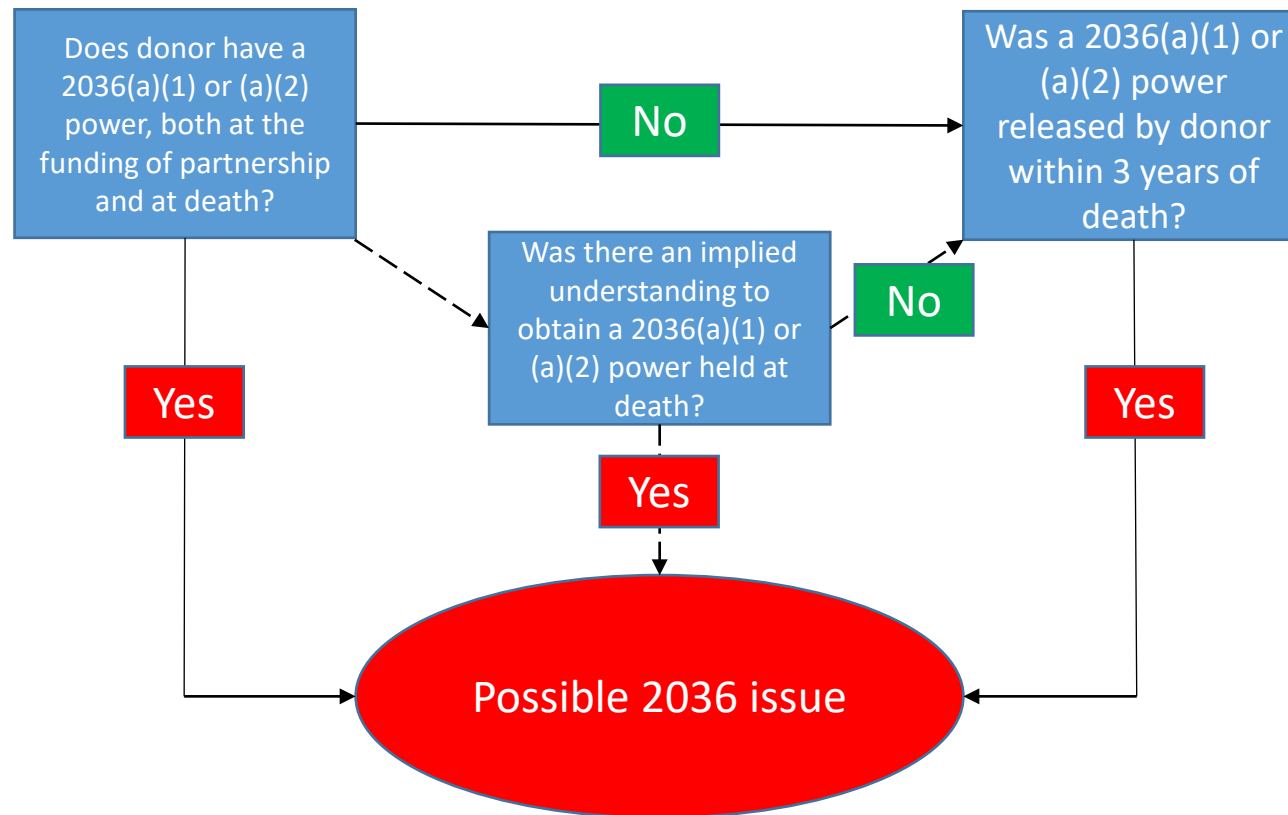 Does donor have a
2036(a)(1) or (a)(2)
power, both at the
funding of partnership
and at death?
No
Was a 2036(a)(1) or
(a)(2) power
released by donor
within 3 years of
death?
Was there an implied
understanding to
obtain a 2036(a)(1) or
(a)(2) power held at
death?
No
Yes
Yes
Yes
Possible 2036 issue